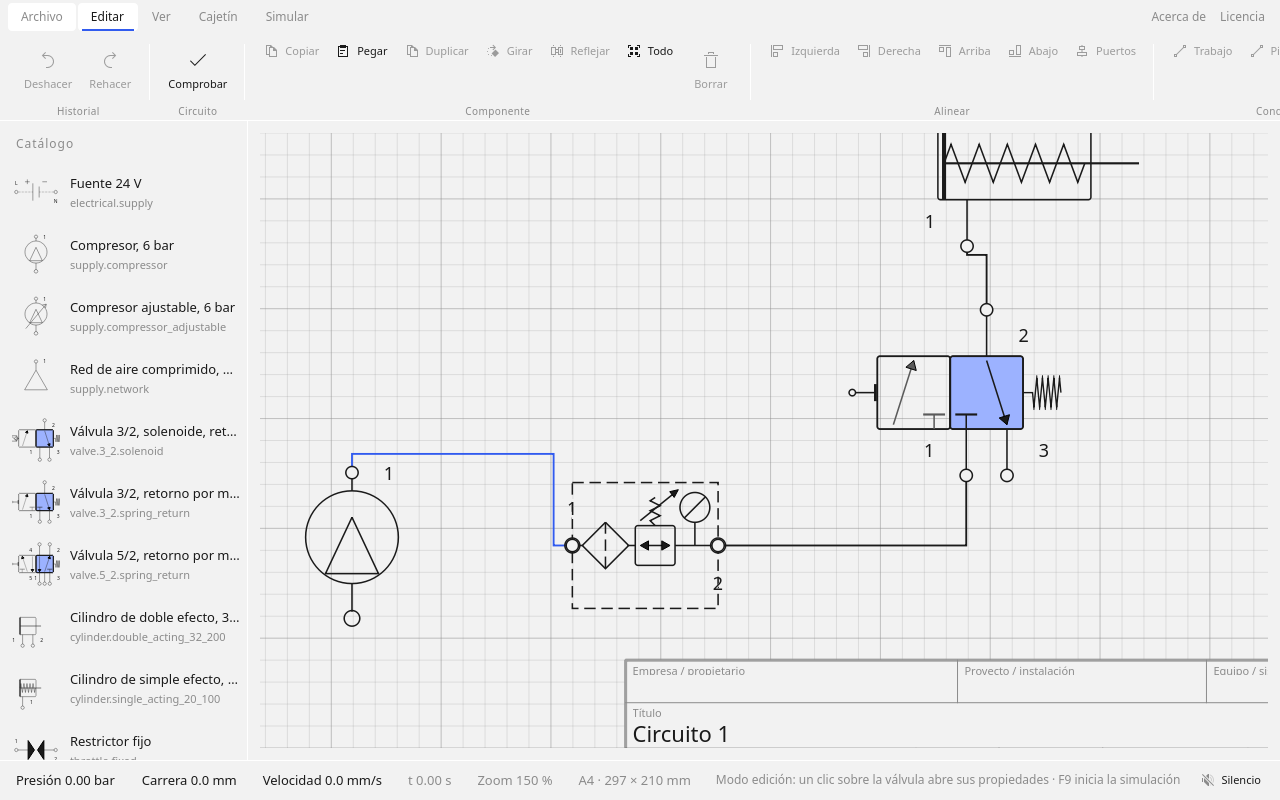 Archivo Editar Ver Cajetín Simular Acerca de Licencia
Copiar Pegar Duplicar Girar Reflejar Todo Izquierda Derecha Arriba Abajo Puertos Trabajo
Deshacer Rehacer Comprobar Borrar
Historial Circuito Componente Alinear
Catálogo
Fuente 24 V
electrical.supply
Compresor, 6 bar
supply.compressor
Compresor ajustable, 6 bar
supply.compressor_adjustable
Red de aire comprimido, ...
supply.network
Válvula 3/2, solenoide, ret...
valve.3_2.solenoid
Válvula 3/2, retorno por m...
valve.3_2.spring_return
Válvula 5/2, retorno por m...
valve.5_2.spring_return
Cilindro de doble efecto, 3...
cylinder.double_acting_32_200
Cilindro de simple efecto, ...
cylinder.single_acting_20_100
Restrictor fijo
1
2
1 3
1
1
2
Empresa / propietario Proyecto / instalación
Título
Circuito 1
Presión 0.00 bar Carrera 0.0 mm Velocidad 0.0 mm/s t 0.00 s Zoom 150 % A4 · 297 × 210 mm Modo edición: un clic sobre la válvula abre sus propiedades · F9 inicia la simulación Silencio